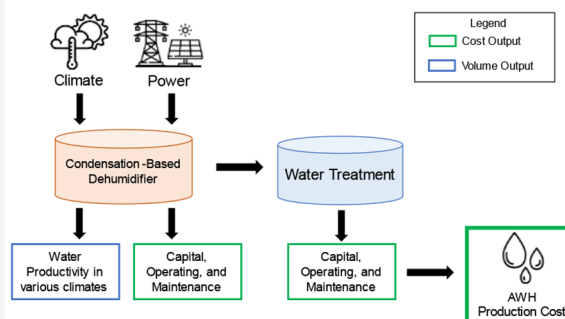 Legend
Cost Output
Volume Output
Climate
Power
Condensation -Based
Dehumidifier
Water Treatment
Water
Productivity in
various climates
Capital,
Operating, and
Maintenance
Capital,
Operating, and
Maintenance
AWH
Production Cost